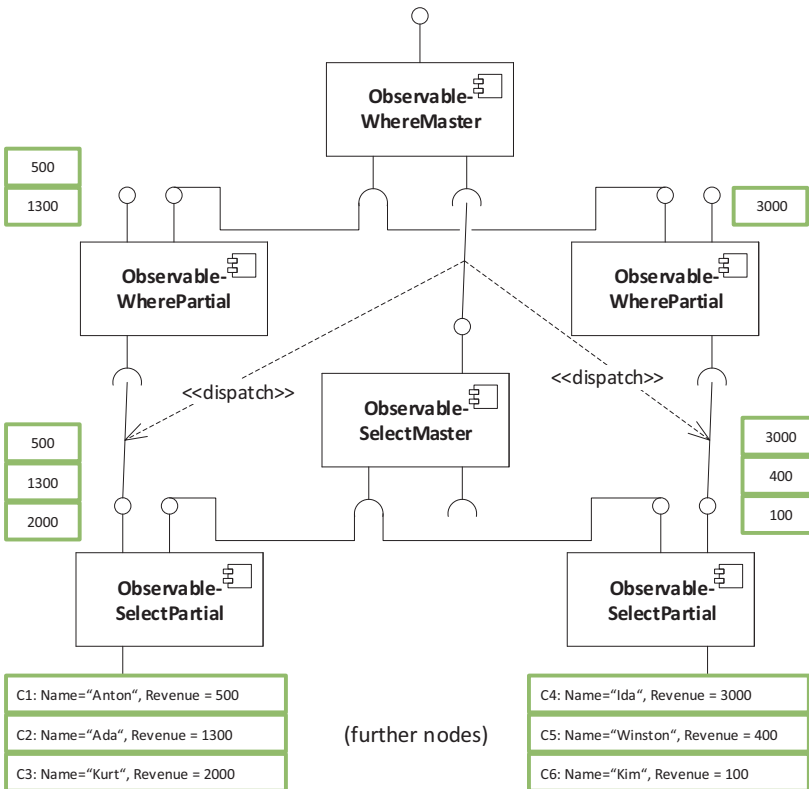 Observable-
WhereMaster
500
1300
3000
Observable-
WherePartial
Observable-
WherePartial
<<dispatch>>
<<dispatch>>
Observable-
SelectMaster
500
1300
2000
3000
400
100
Observable-
SelectPartial
Observable-
SelectPartial
C1: Name=“Anton“, Revenue = 500
C2: Name=“Ada“, Revenue = 1300
C3: Name=“Kurt“, Revenue = 2000
(further nodes)
C4: Name=“Ida“, Revenue = 3000
C5: Name=“Winston“, Revenue = 400
C6: Name=“Kim“, Revenue = 100